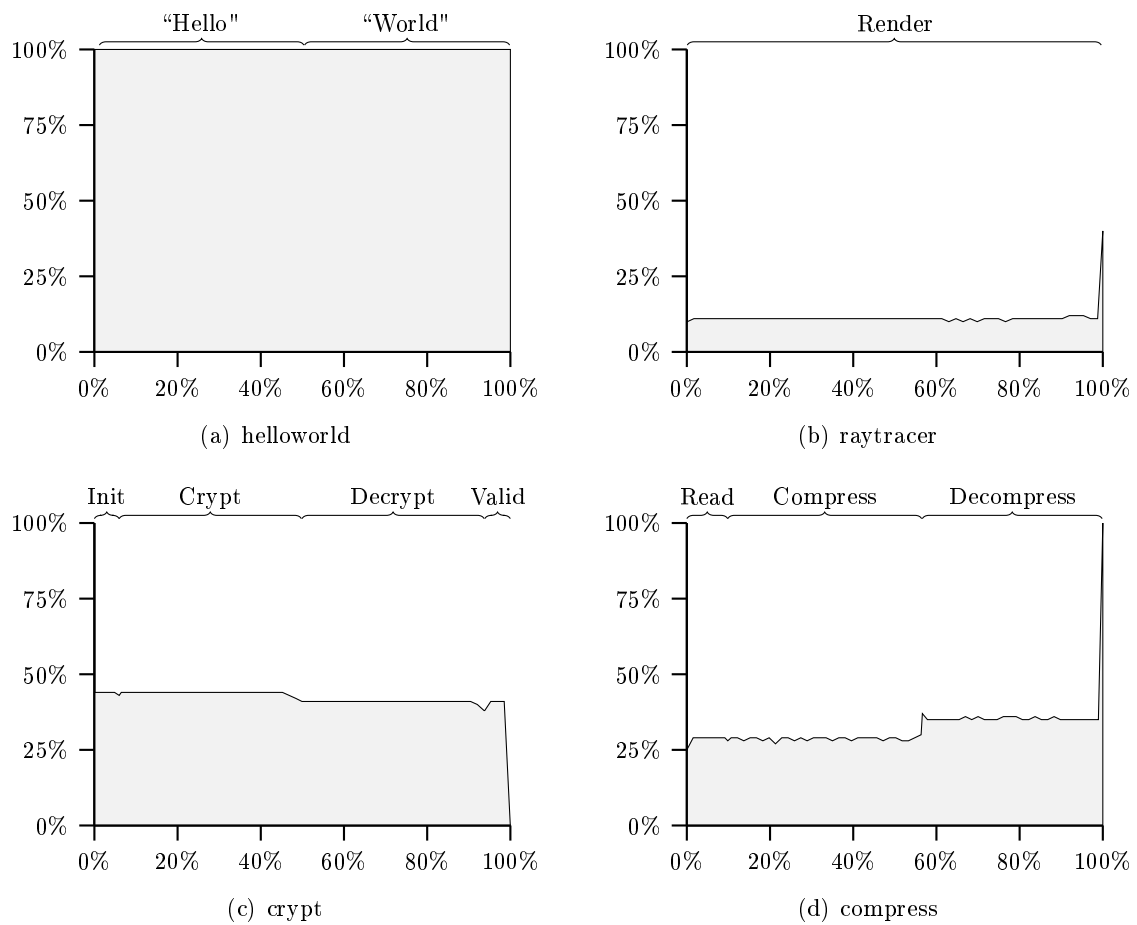 “Hello" “World"
100%
75%
50%
25%
0%
0% 20% 40% 60% 80% 100%
(a) helloworld
Render
100%
75%
50%
25%
0%
0% 20% 40% 60% 80% 100%
(b) raytracer
Init Crypt Decrypt Valid
100%
75%
50%
25%
0%
0% 20% 40% 60% 80% 100%
(c) crypt
Read Compress Decompress
100%
75%
50%
25%
0%
0% 20% 40% 60% 80% 100%
(d) compress